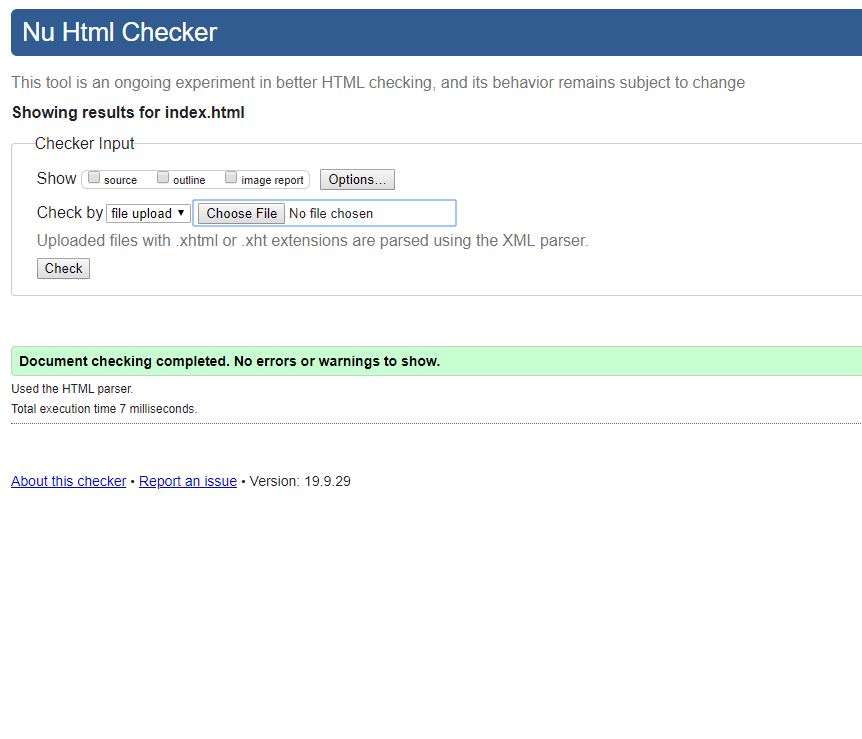 Nu Html Checker
This tool is an ongoing experiment in better HTML checking, and its behavior remains subject to change
Showing results for index.html
Checker Input
Show source outline image report Options...
Check by file upload Choose File No file chosen
Uploaded files with .xhtml or .xht extensions are parsed using the XML parser.
Check
Document checking completed. No errors or warnings to show.
Used the HTML parser.
Total execution time 7 milliseconds.
About this checker • Report an issue • Version: 19.9.29